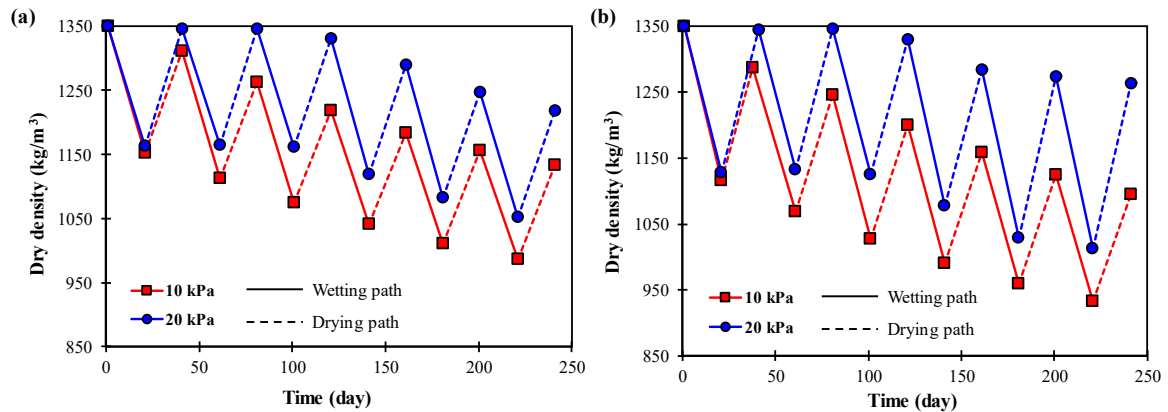 (a)
1350
1250
1150
1050
950
850
Dry density (kg/m³)
10 kPa
20 kPa
Wetting path
Drying path
0
50
100
150
200
250
Time (day)
(b)
1350
1250
1150
1050
950
850
Dry density (kg/m³)
10 kPa
20 kPa
Wetting path
Drying path
0
50
100
150
200
250
Time (day)